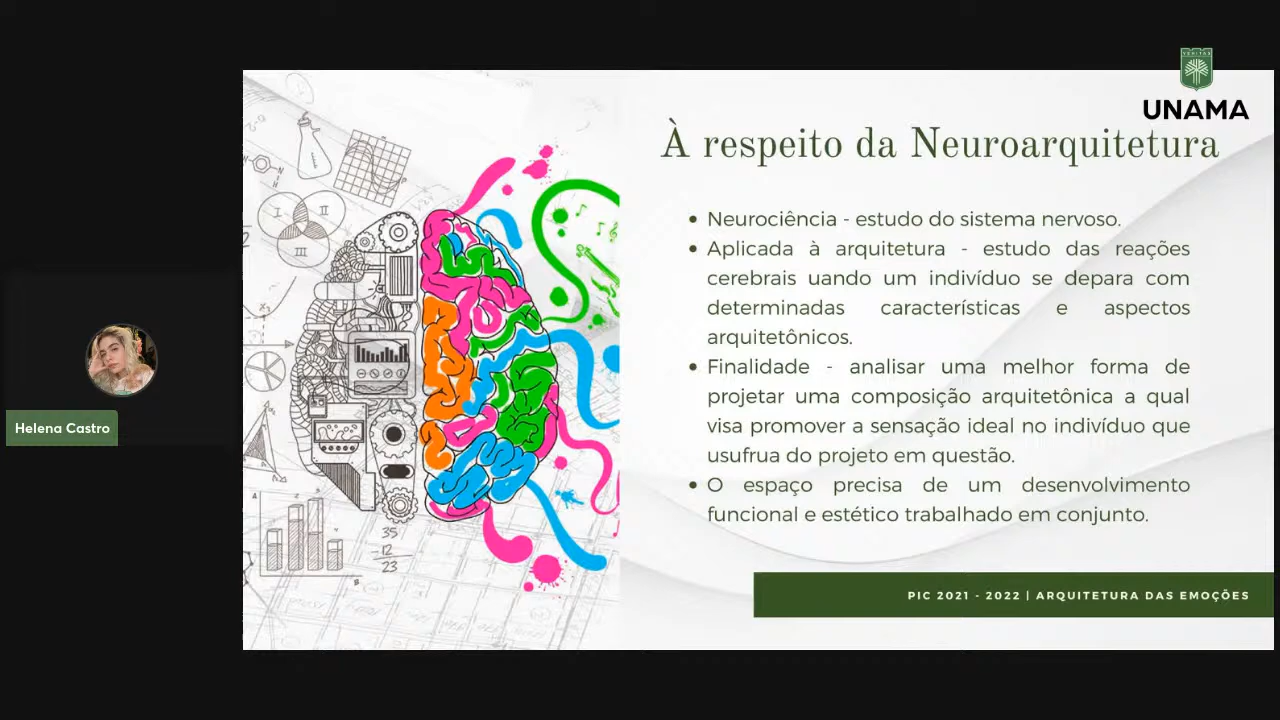 VERITAS
UNAMA
À respeito da Neuroarquitetura
Neurociência - estudo do sistema nervoso.
Aplicada à arquitetura - estudo das reações
cerebrais uando um indivíduo se depara com
determinadas características e aspectos
arquitetônicos.
Finalidade - analisar uma melhor forma de
projetar uma composição arquitetônica a qual
visa promover a sensação ideal no indivíduo que
usufrua do projeto em questão.
O espaço precisa de um desenvolvimento
funcional e estético trabalhado em conjunto.
PIC 2021 - 2022 | ARQUITETURA DAS EMOÇÕES
Helena Castro
I
II
III
35
-12
23